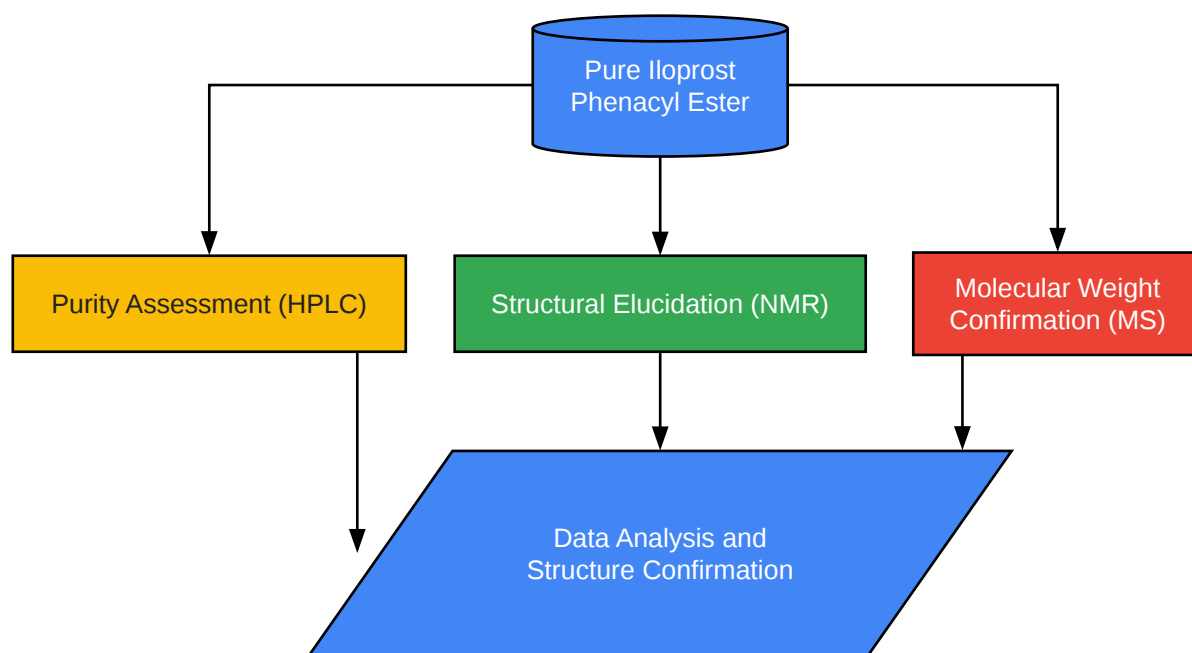 Pure Iloprost
Phenacyl Ester
Purity Assessment (HPLC)
Structural Elucidation (NMR)
Molecular Weight
Confirmation (MS)
Data Analysis and
Structure Confirmation